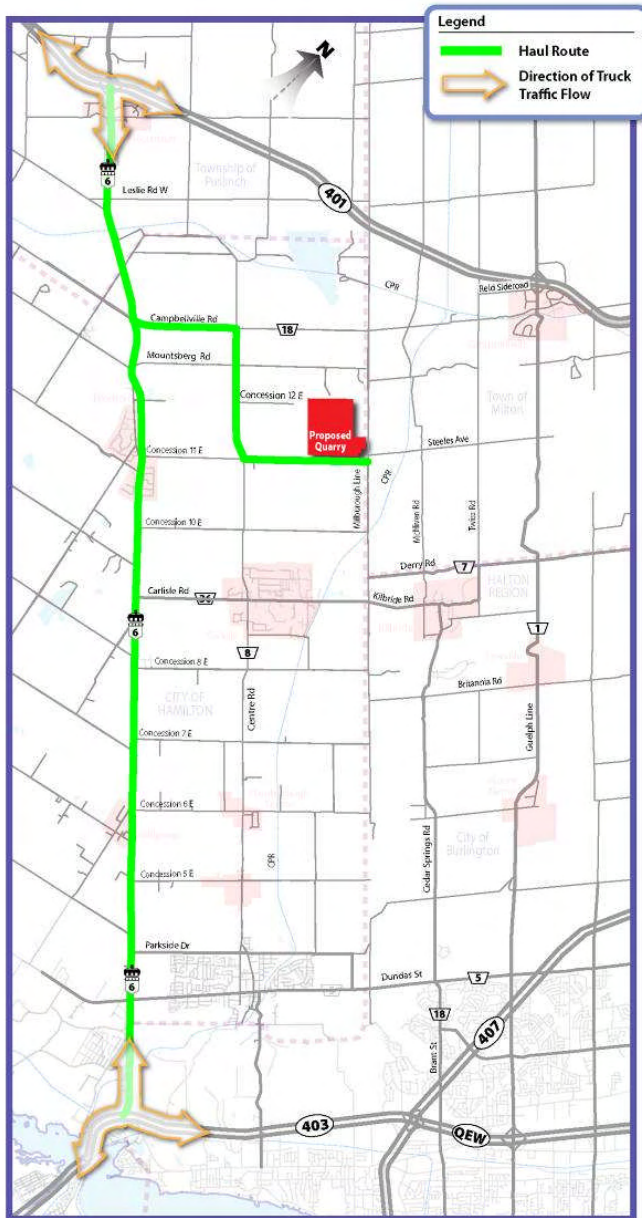 Legend
Haul Route
Direction of Truck
Traffic Flow
N
6
Township of
Puslinch
Leslie Rd W
401
CPR
Relo Sideroad
Campbellville Rd
18
Mountsberg Rd
Town of
Milton
Concession 12 E
Proposed
Quarry
Concession 11 E
Steeles Ave
Milborough Line
CPR
McNiven Rd
Twiss Rd
Concession 10 E
Derry Rd
7
HALTON
REGION
Carlisle Rd
36
Kilbride Rd
6
8
1
Concession 8 E
Centre Rd
Britannia Rd
CITY OF
HAMILTON
Guelph Line
Concession 7 E
Concession 6 E
Cedar Springs Rd
City of
Burlington
CPR
Concession 5 E
Parkside Dr
6
Dundas St
5
18
407
Brant St
403
QEW